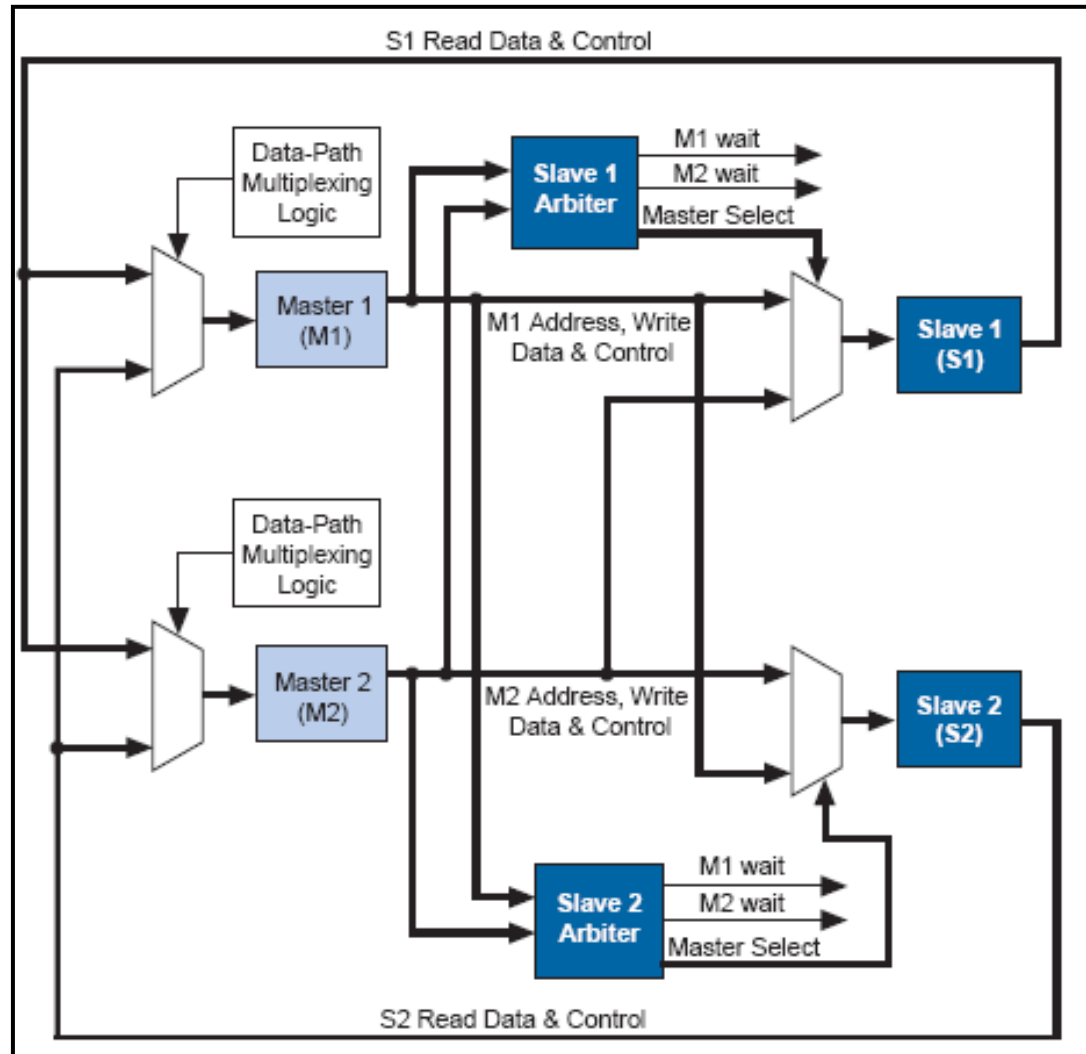 S1 Read Data & Control
Data-Path
Multiplexing
Logic
Slave 1
Arbiter
M1 wait
M2 wait
Master Select
Master 1
(M1)
M1 Address, Write
Data & Control
Slave 1
(S1)
Data-Path
Multiplexing
Logic
Master 2
(M2)
M2 Address, Write
Data & Control
Slave 2
(S2)
Slave 2
Arbiter
M1 wait
M2 wait
Master Select
S2 Read Data & Control